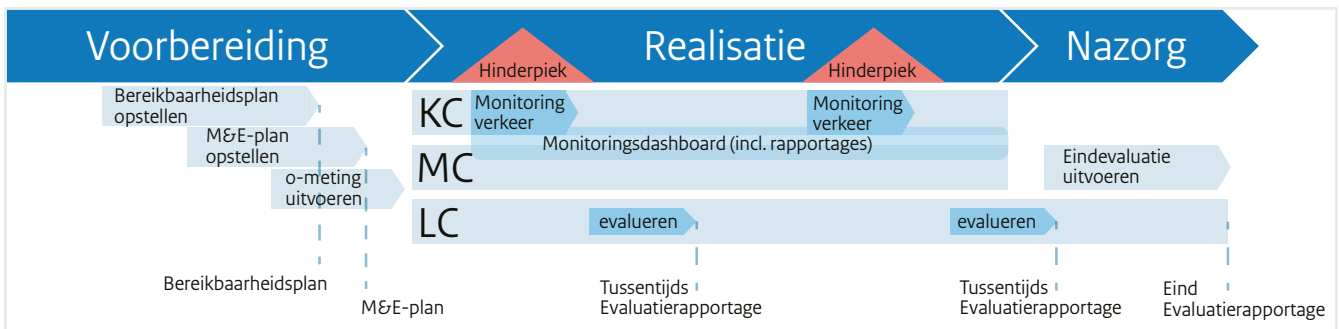 Voorbereiding
Realisatie
Nazorg
Hinderpiek
Hinderpiek
Bereikbaarheidsplan
opstellen
M&E-plan
opstellen
0-meting
uitvoeren
KC
Monitoring
verkeer
Monitoring
verkeer
Monitoringsdashboard (incl. rapportages)
MC
Eindevaluatie
uitvoeren
LC
evalueren
evalueren
Bereikbaarheidsplan
M&E-plan
Tussentijds
Evaluatierapportage
Tussentijds
Evaluatierapportage
Eind
Evaluatierapportage